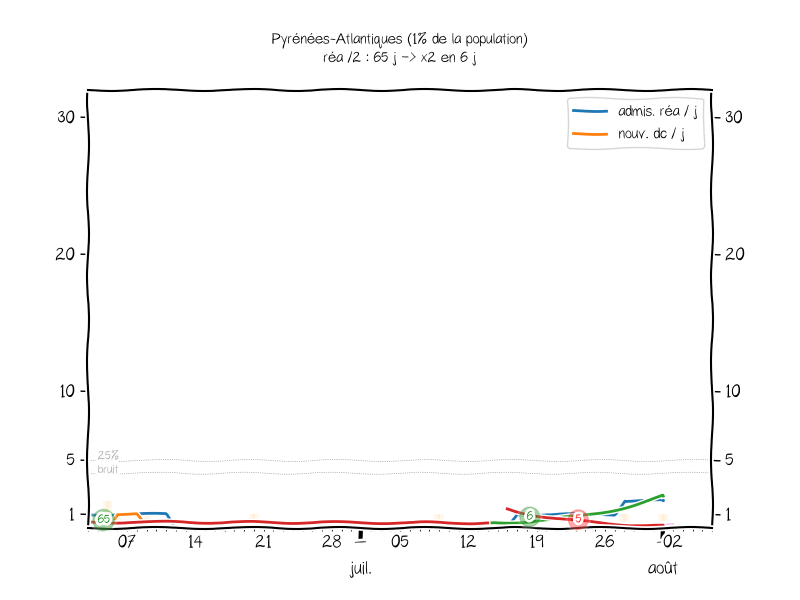 Pyrénées-Atlantiques (1% de la population)
réa /2 : 65 j -> x2 en 6 j
admis. réa / j
nouv. dc / j
30
30
20
20
10
10
5
5
25%
bruit
1
1
65
6
5
07 14 21 28 05 12 19 26 02
juil. août